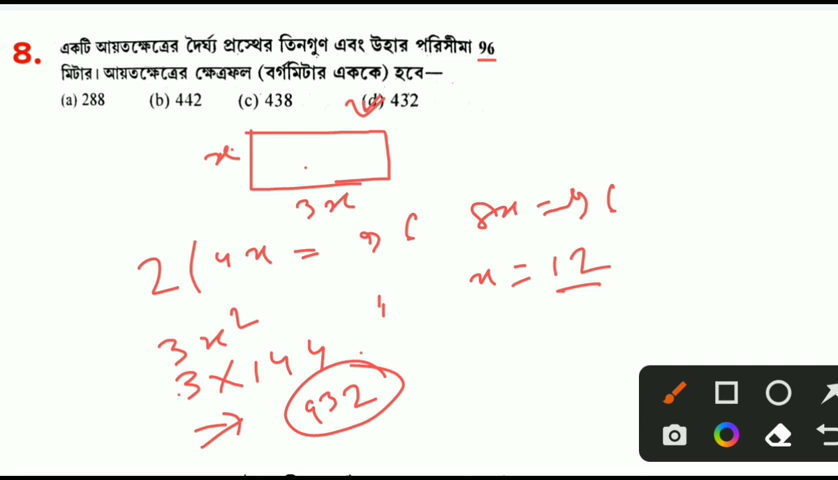 8. একটি আয়তক্ষেত্রের দৈর্ঘ্য প্রস্থের তিনগুণ এবং উহার পরিসীমা 96
মিটার। আয়তক্ষেত্রের ক্ষেত্রফল (বর্গমিটার এককে) হবে—
(a) 288 (b) 442 (c) 438 (d) 432
x
3x
2(4x = 96
8x = 96
x = 12
3x²
3×144
→ 432